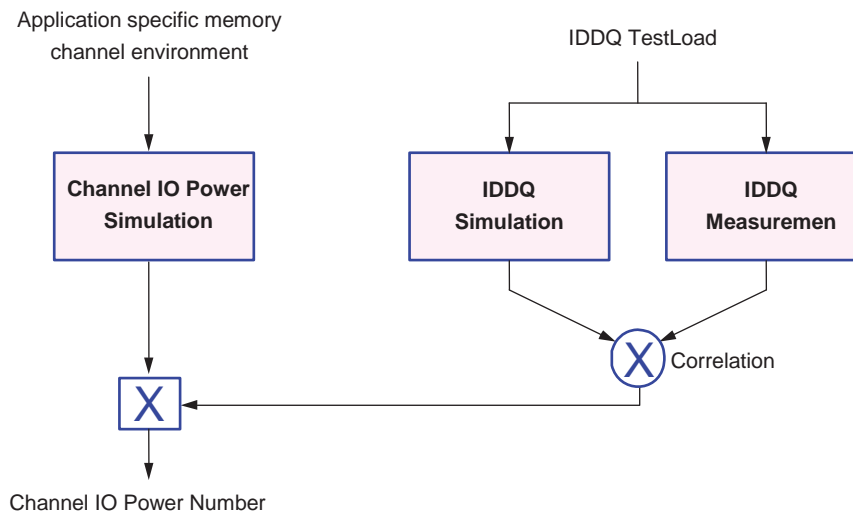 Application specific memory
channel environment
IDDQ TestLoad
Channel IO Power
Simulation
IDDQ
Simulation
IDDQ
Measuremen
X
Correlation
X
Channel IO Power Number